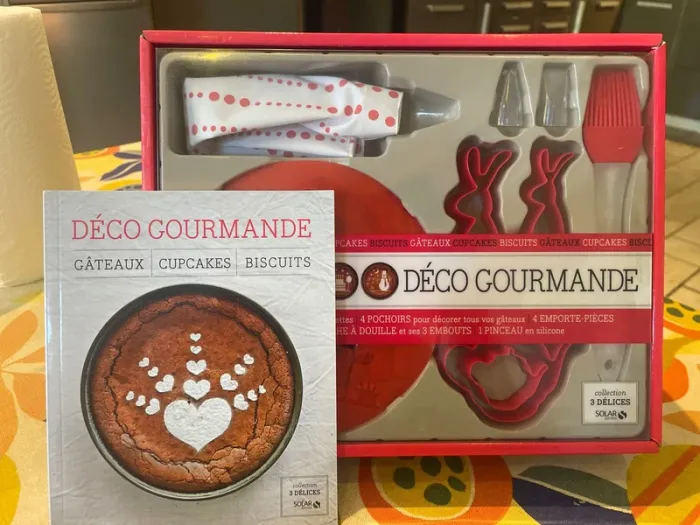 DÉCO GOURMANDE
GÂTEAUX | CUPCAKES | BISCUITS
collection
3 DÉLICES
SOLAR
BISCUITS GÂTEAUX CUPCAKES BISCUITS GÂTEAUX CUPCAKES
DÉCO GOURMANDE
4 POCHOIRS pour décorer tous vos gâteaux 4 EMPORTE-PIÈCES
À DOUILLE et ses 3 EMBOUTS 1 PINCEAU en silicone
collection
3 DÉLICES
SOLAR